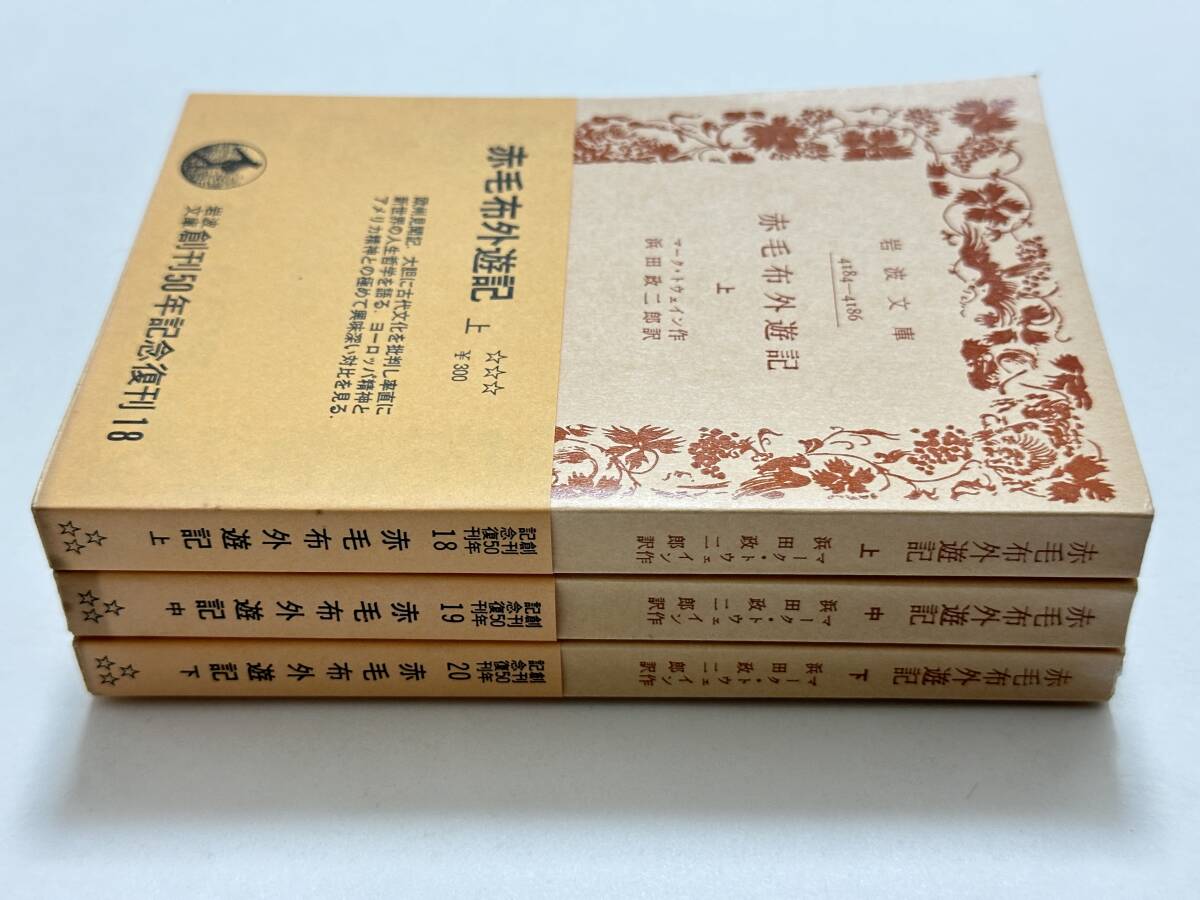 岩波文庫
4184-4186
赤毛布外遊記
上
マーク・トウェイン作
浜田政二郎訳
赤毛布外遊記 上
☆☆☆
¥300
欧州見聞記．大胆に古代文化を批判し率直に
新世界の人生哲学を語る．ヨーロッパ精神と
アメリカ精神との極めて興味深い対比を見る．
岩波文庫創刊50年記念復刊18
赤毛布外遊記 上
マーク・トウェイン作
浜田政二郎訳
創刊50年記念復刊
18
赤毛布外遊記 上
☆☆☆
赤毛布外遊記 中
マーク・トウェイン作
浜田政二郎訳
創刊50年記念復刊
19
赤毛布外遊記 中
☆☆☆
赤毛布外遊記 下
マーク・トウェイン作
浜田政二郎訳
創刊50年記念復刊
20
赤毛布外遊記 下
☆☆☆